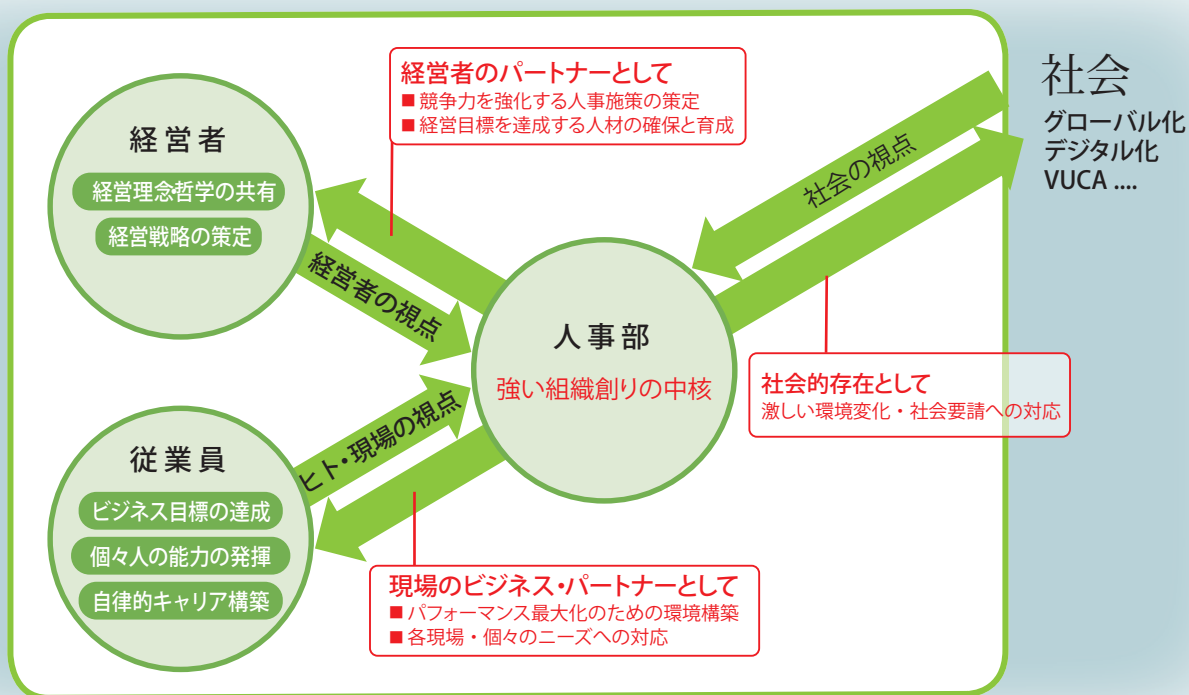 経営者のパートナーとして
■ 競争力を強化する人事施策の策定
■ 経営目標を達成する人材の確保と育成
社会
グローバル化
デジタル化
VUCA ....
経営者
経営理念哲学の共有
経営戦略の策定
社会の視点
経営者の視点
人事部
強い組織創りの中核
社会的存在として
激しい環境変化・社会要請への対応
ヒト・現場の視点
従業員
ビジネス目標の達成
個々人の能力の発揮
自律的キャリア構築
現場のビジネス・パートナーとして
■ パフォーマンス最大化のための環境構築
■ 各現場・個々のニーズへの対応